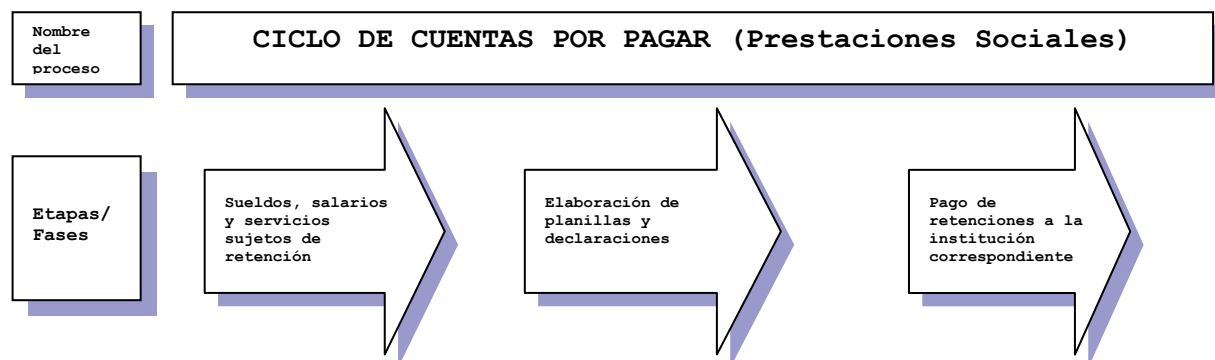 Nombre
del
proceso
CICLO DE CUENTAS POR PAGAR (Prestaciones Sociales)
Etapas/
Fases
Sueldos, salarios
y servicios
sujetos de
retención
Elaboración de
planillas y
declaraciones
Pago de
retenciones a la
institución
correspondiente